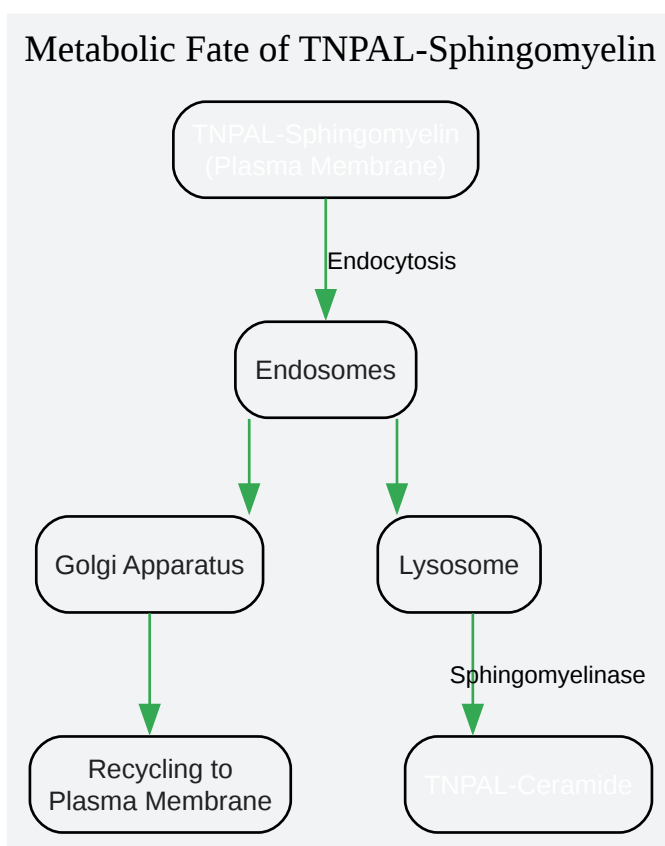 Metabolic Fate of TNPAL-Sphingomyelin
TNPAL-Sphingomyelin
(Plasma Membrane)
Endocytosis
Endosomes
Golgi Apparatus
Lysosome
Sphingomyelinase
Recycling to
Plasma Membrane
TNPAL-Ceramide